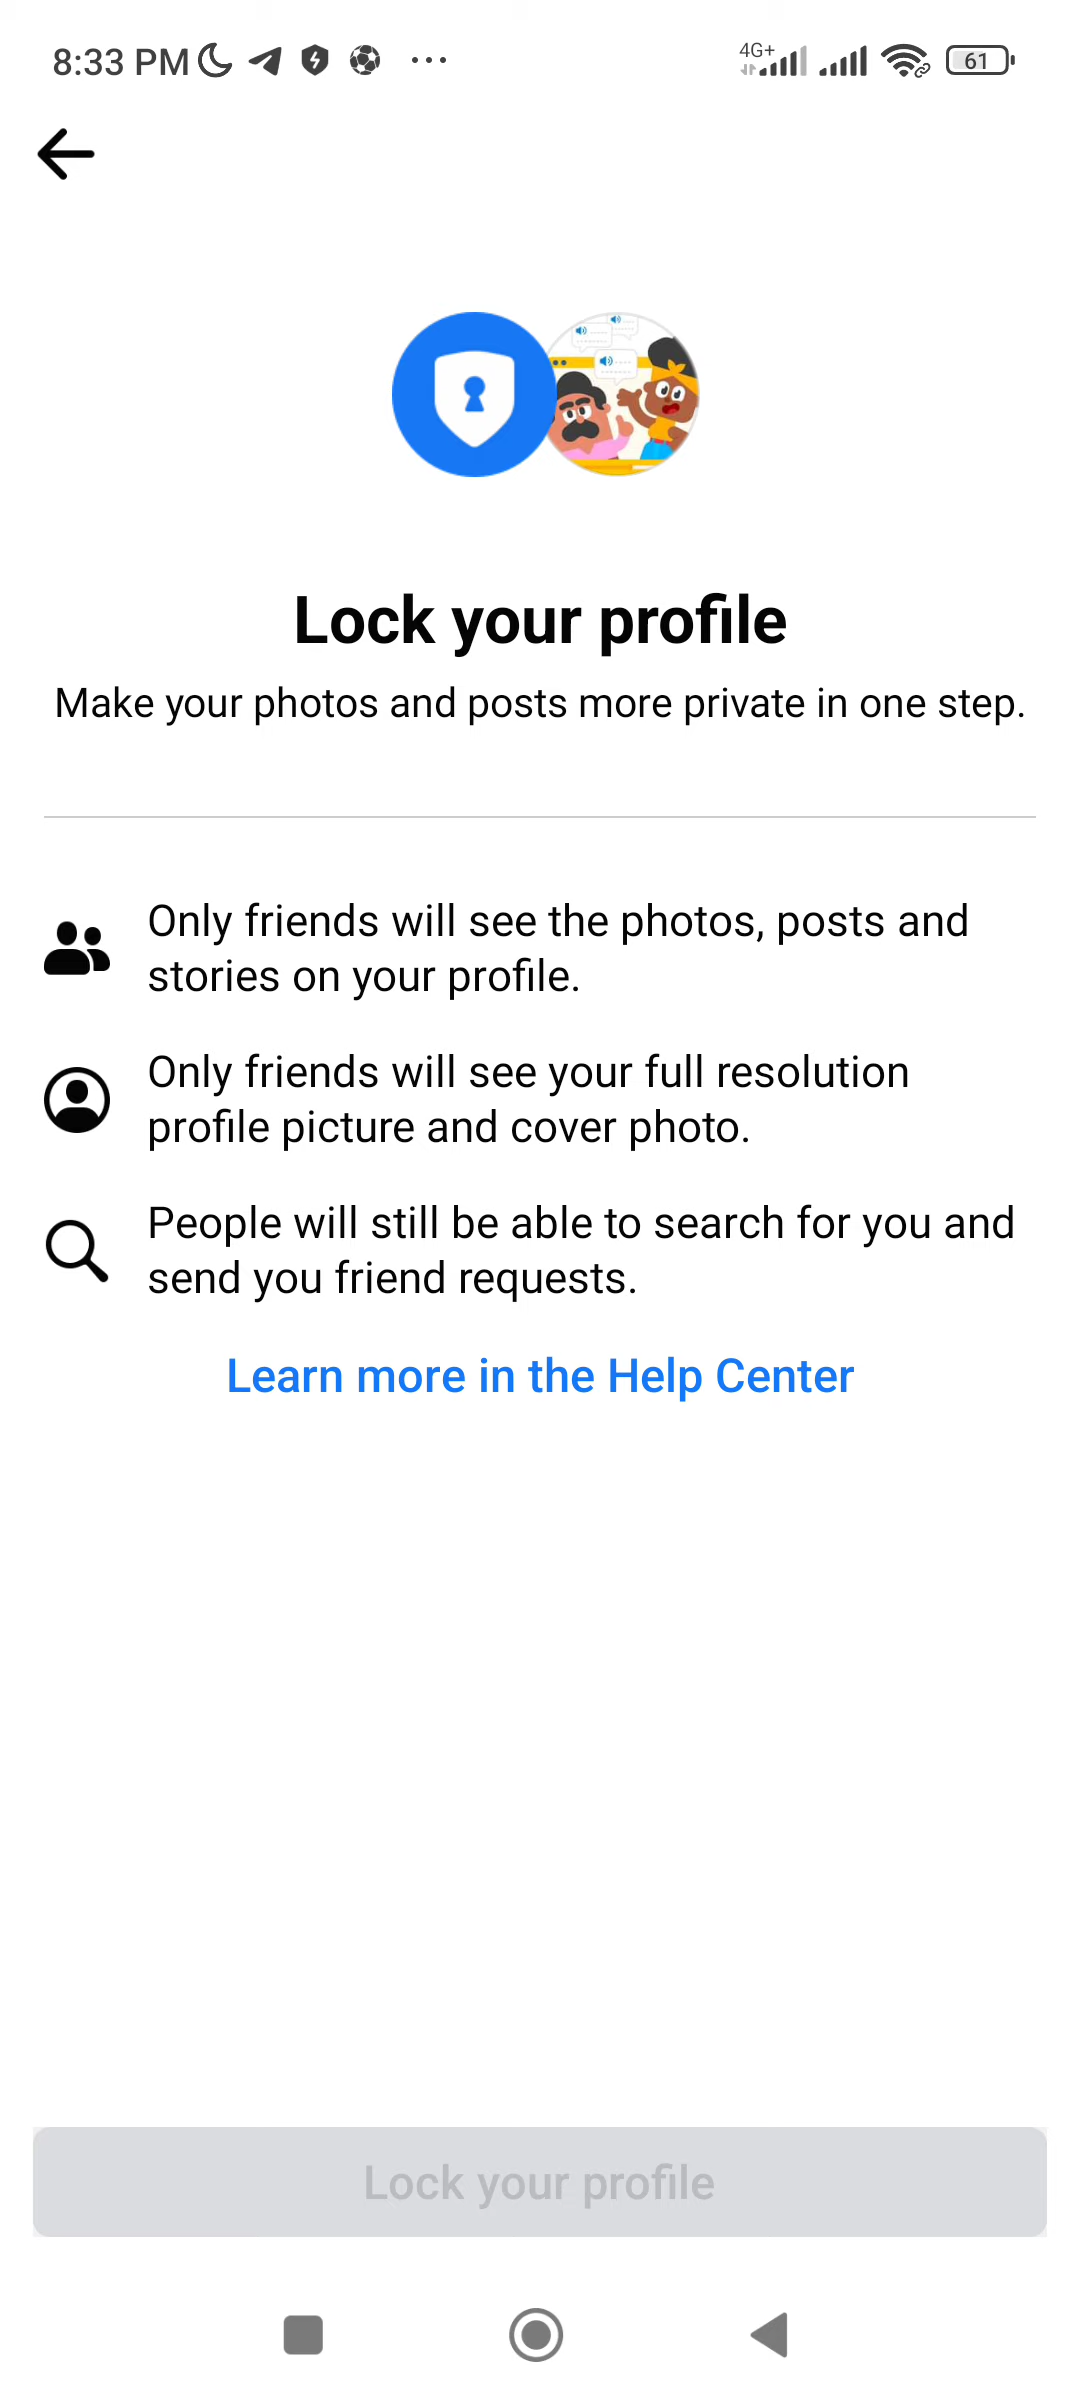 8:33 PM
4G+
61
Lock your profile
Make your photos and posts more private in one step.
Only friends will see the photos, posts and
stories on your profile.
Only friends will see your full resolution
profile picture and cover photo.
People will still be able to search for you and
send you friend requests.
Learn more in the Help Center
Lock your profile